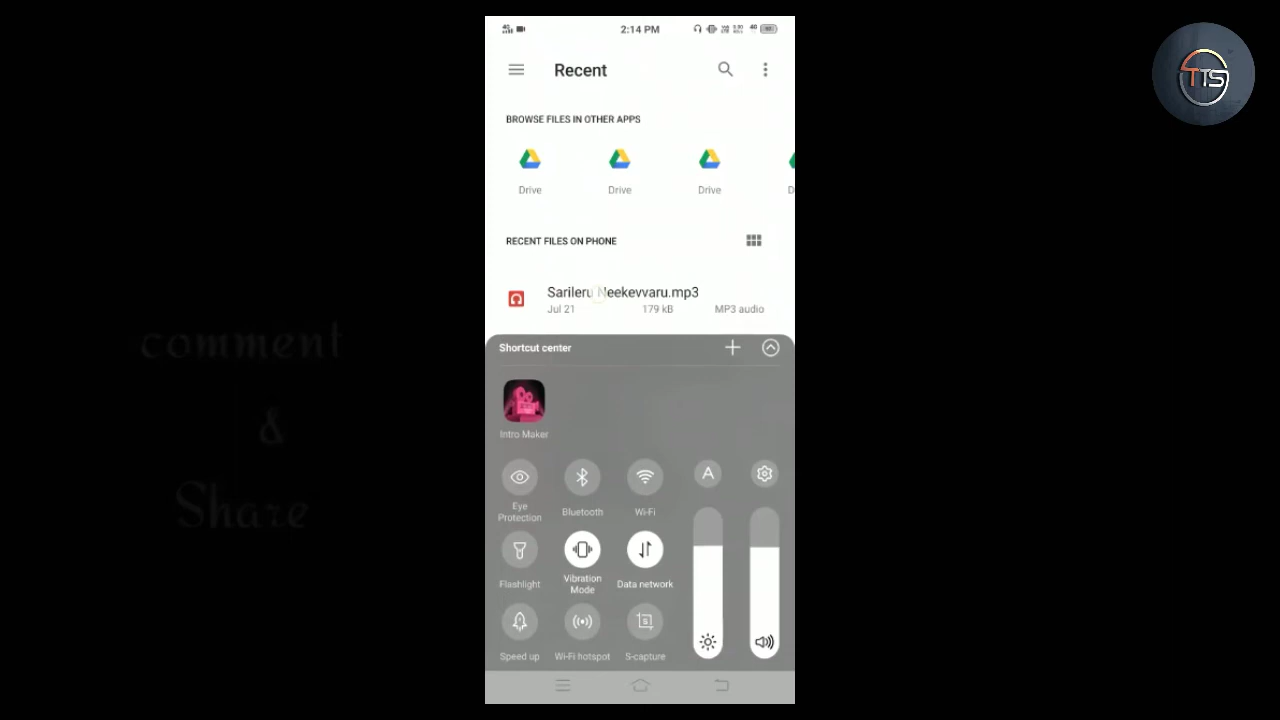 2:14 PM
TTS
Recent
BROWSE FILES IN OTHER APPS
Drive
Drive
Drive
D
RECENT FILES ON PHONE
Sarileru Neekevvaru.mp3
Jul 21 179 kB MP3 audio
comment
&
Share
Shortcut center
Intro Maker
A
Eye Protection
Bluetooth
Wi-Fi
Flashlight
Vibration Mode
Data network
Speed up
Wi-Fi hotspot
S-capture